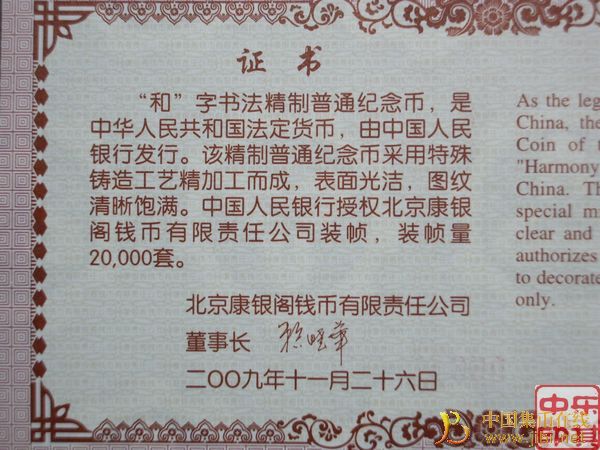 证书
“和”字书法精制普通纪念币，是
中华人民共和国法定货币，由中国人民
银行发行。该精制普通纪念币采用特殊
铸造工艺精加工而成，表面光洁，图纹
清晰饱满。中国人民银行授权北京康银
阁钱币有限责任公司装帧，装帧量
20,000套。
北京康银阁钱币有限责任公司
董事长
二〇〇九年十一月二十六日
As the leg
China, the
Coin of t
"Harmony
China. Th
special m
clear and
authorizes
to decorate
only.
中国集币在线
www.jibi.net